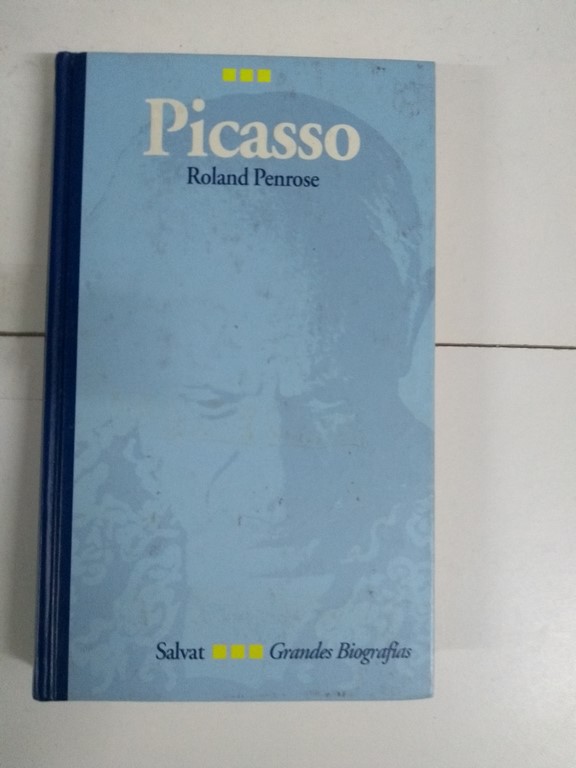 Picasso
Roland Penrose
Salvat Grandes Biografías